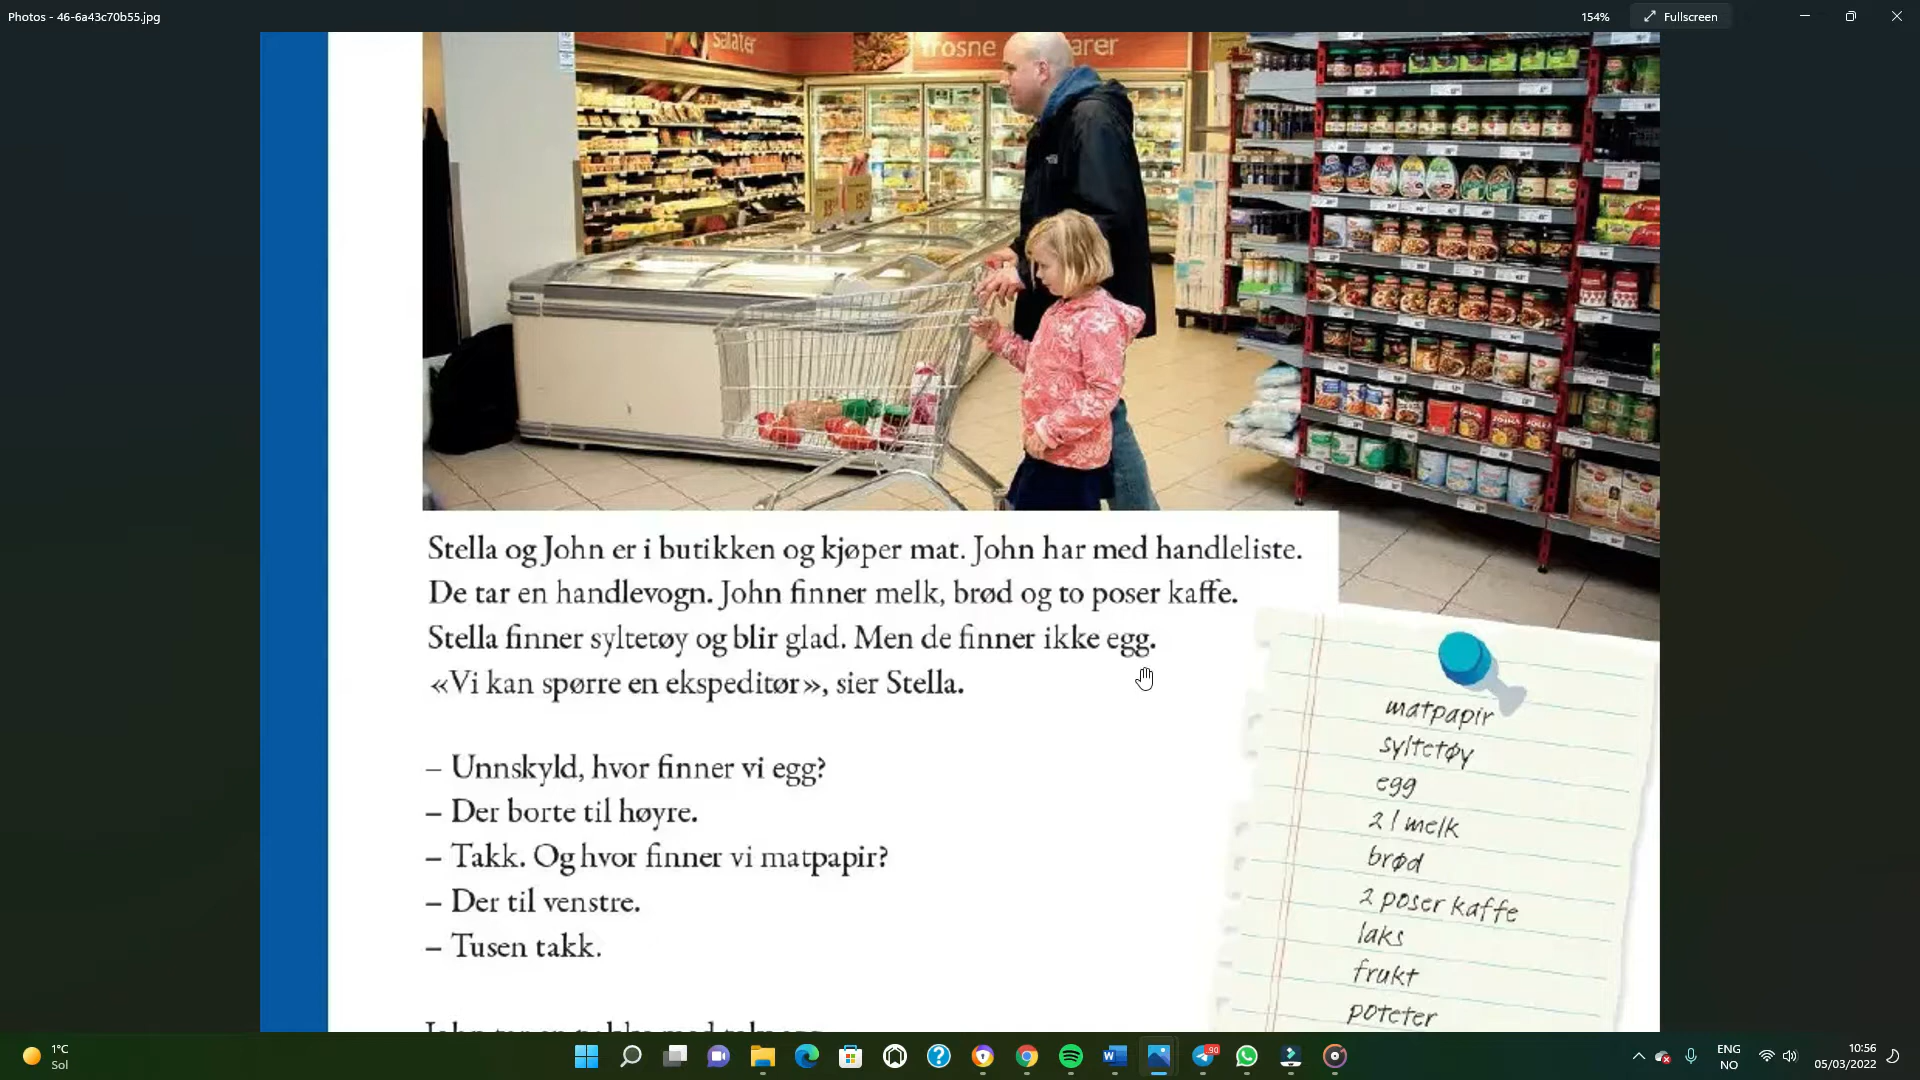 Photos - 46-6a43c70b55.jpg
154%
Fullscreen
Salater
frosne
arer
Stella og John er i butikken og kjøper mat. John har med handleliste.
De tar en handlevogn. John finner melk, brød og to poser kaffe.
Stella finner syltetøy og blir glad. Men de finner ikke egg.
«Vi kan spørre en ekspeditør», sier Stella.
– Unnskyld, hvor finner vi egg?
– Der borte til høyre.
– Takk. Og hvor finner vi matpapir?
– Der til venstre.
– Tusen takk.
matpapir
syltetøy
egg
2 l melk
brød
2 poser kaffe
laks
frukt
poteter
1°C
Sol
90
ENG
NO
10:56
05/03/2022